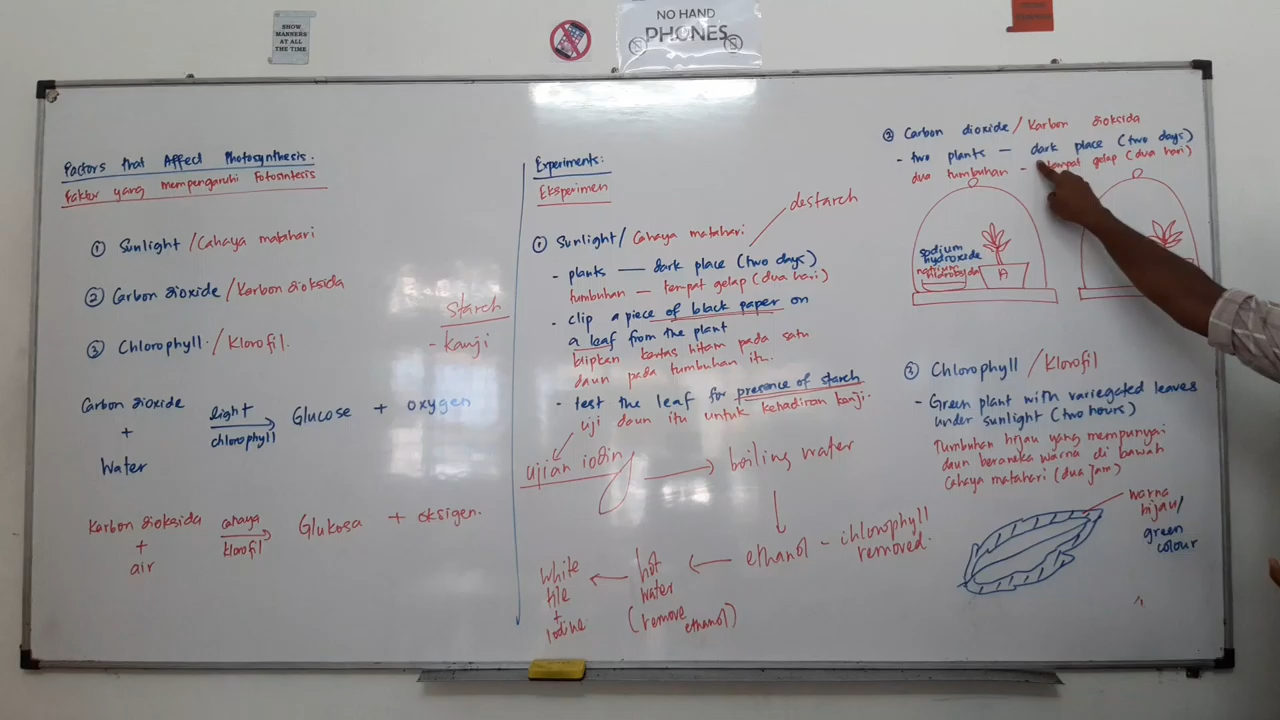 SHOW
MANNERS
AT ALL
THE TIME
NO HAND
PHONES
Factors that Affect Photosynthesis.
Faktor yang mempengaruhi Fotosintesis
① Sunlight / Cahaya matahari
② Carbon dioxide / Karbon dioksida
③ Chlorophyll / Klorofil.
Starch
- Kanji
Carbon dioxide
+
Water
light
chlorophyll
Glucose + oxygen
Karbon dioksida
+
air
cahaya
klorofil
Glukosa + oksigen.
Experiments:
Eksperimen
① Sunlight / Cahaya matahari
destarch
- plants — dark place (two days)
tumbuhan — tempat gelap (dua hari)
- clip a piece of black paper on
a leaf from the plant
klipkan kertas hitam pada satu
daun pada tumbuhan itu.
- test the leaf for presence of starch
uji daun itu untuk kehadiran kanji.
ujian iodin
boiling water
ethanol - chlorophyll
removed.
hot
water
(remove
ethanol)
white
tile
+
Iodine
② Carbon dioxide / Karbon dioksida
- two plants — dark place (two days)
dua tumbuhan - tempat gelap (dua hari)
sodium
hydroxide
A
③ Chlorophyll / Klorofil
- Green plant with variegated leaves
under sunlight (two hours)
Tumbuhan hijau yang mempunyai
daun beraneka warna di bawah
Cahaya matahari (dua jam)
warna
hijau/
green
colour